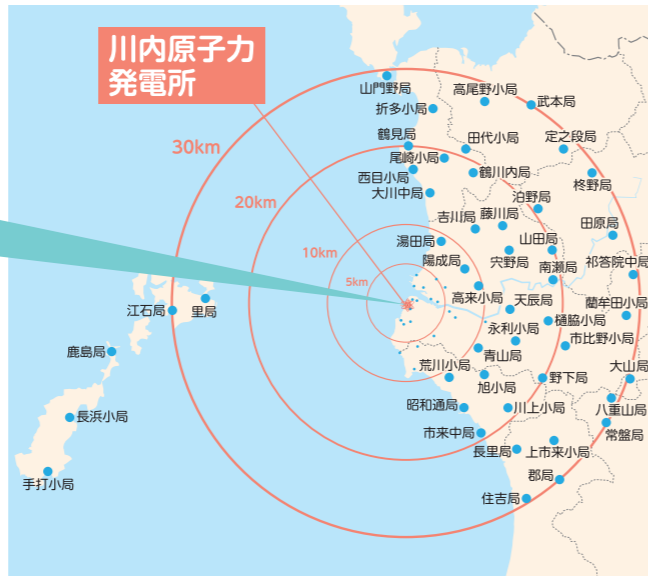 川内原子力
発電所
30km
20km
10km
5km
山門野局
高尾野小局
武本局
折多小局
鶴見局
田代小局
定之段局
尾崎小局
西目小局
鶴川内局
柊野局
大川中局
泊野局
吉川局
藤川局
田原局
湯田局
穴野局
山田局
陽成局
南瀬局
祁答院中局
高来小局
天辰局
藺牟田小局
樋脇小局
永利小局
市比野小局
青山局
江石局
里局
鹿島局
荒川小局
旭小局
野下局
大山局
昭和通局
川上小局
八重山局
長浜小局
市来中局
常盤局
長里局
上市来小局
郡局
手打小局
住吉局